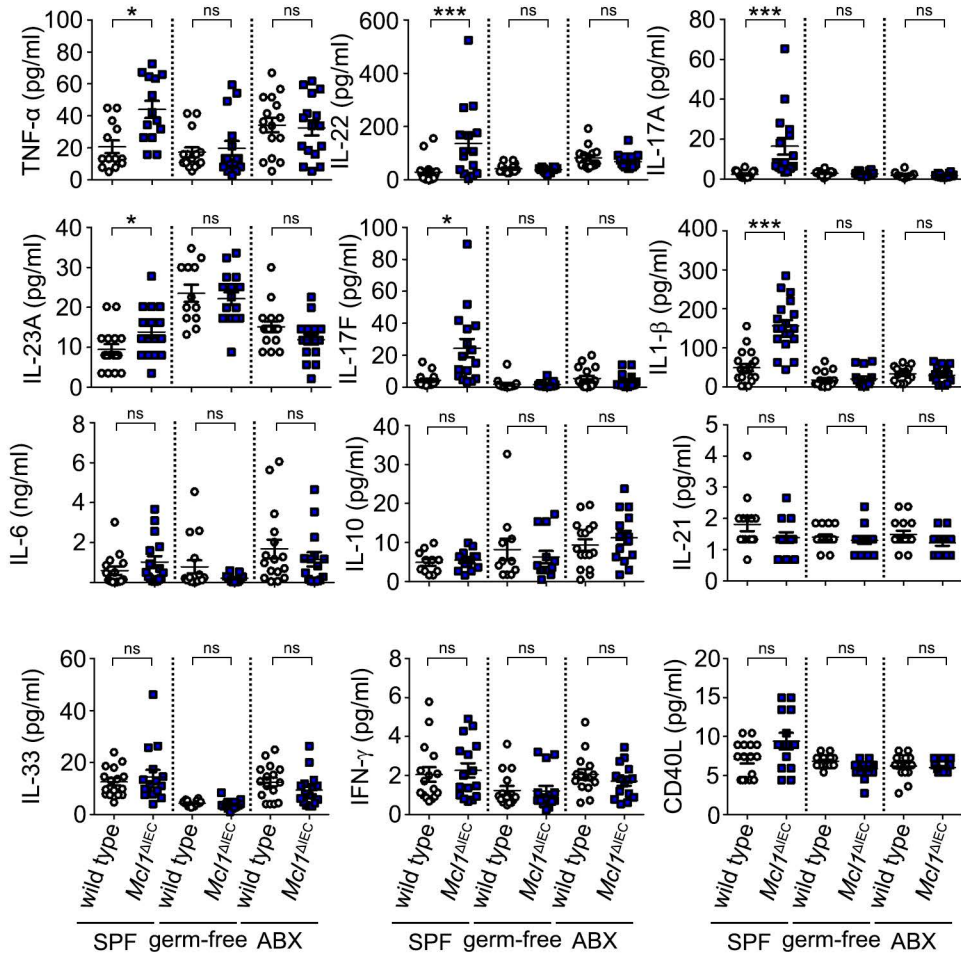 TNF-α (pg/ml)
100
80
60
40
20
0
*
ns
ns
IL-22 (pg/ml)
600
400
200
0
***
ns
ns
IL-17A (pg/ml)
80
60
40
20
0
***
ns
ns
IL-23A (pg/ml)
40
30
20
10
0
*
ns
ns
IL-17F (pg/ml)
100
80
60
40
20
0
*
ns
ns
IL1-β (pg/ml)
400
300
200
100
0
***
ns
ns
IL-6 (ng/ml)
8
6
4
2
ns
ns
ns
IL-10 (pg/ml)
40
30
20
10
0
ns
ns
ns
IL-21 (pg/ml)
5
4
3
2
1
0
ns
ns
ns
IL-33 (pg/ml)
60
40
20
0
ns
ns
ns
IFN-γ (pg/ml)
8
6
4
2
0
ns
ns
ns
CD40L (pg/ml)
20
15
10
5
0
ns
ns
ns
wild type
Mcl1ΔIEC
wild type
Mcl1ΔIEC
wild type
Mcl1ΔIEC
SPF germ-free ABX
wild type
Mcl1ΔIEC
wild type
Mcl1ΔIEC
wild type
Mcl1ΔIEC
SPF germ-free ABX
wild type
Mcl1ΔIEC
wild type
Mcl1ΔIEC
wild type
Mcl1ΔIEC
SPF germ-free ABX